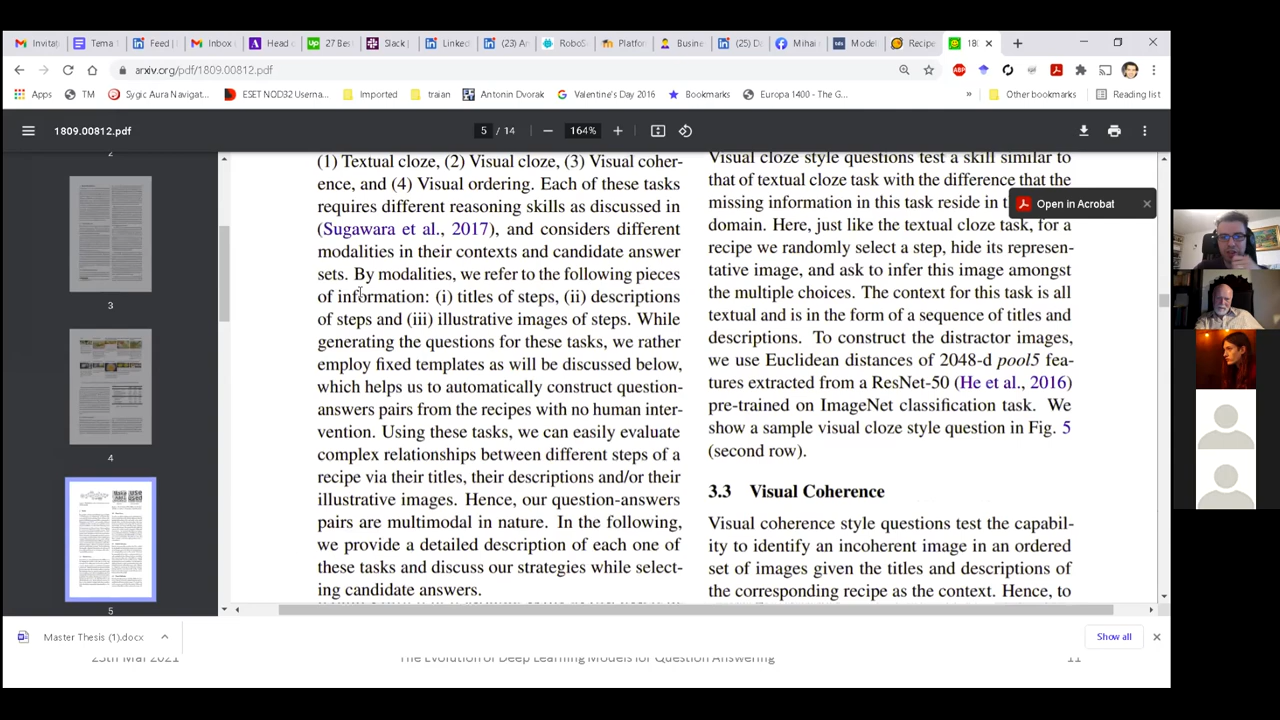 Invitat
Tema
Feed |
Inbox
Head o
27 Bes
Slack |
Linked
(23) An
RoboS
Platfor
Busine
(25) Da
Mihai
Model
Recipe
18
arxiv.org/pdf/1809.00812.pdf
Apps
TM
Sygic Aura Navigat...
ESET NOD32 Userna...
Imported
traian
Antonin Dvorak
Valentine's Day 2016
Bookmarks
Europa 1400 - The G...
»
Other bookmarks
Reading list
1809.00812.pdf
5 / 14
164%
2
3
4
5
(1) Textual cloze, (2) Visual cloze, (3) Visual coher-
ence, and (4) Visual ordering. Each of these tasks
requires different reasoning skills as discussed in
(Sugawara et al., 2017), and considers different
modalities in their contexts and candidate answer
sets. By modalities, we refer to the following pieces
of information: (i) titles of steps, (ii) descriptions
of steps and (iii) illustrative images of steps. While
generating the questions for these tasks, we rather
employ fixed templates as will be discussed below,
which helps us to automatically construct question-
answers pairs from the recipes with no human inter-
vention. Using these tasks, we can easily evaluate
complex relationships between different steps of a
recipe via their titles, their descriptions and/or their
illustrative images. Hence, our question-answers
pairs are multimodal in nature. In the following,
we provide a detailed description of each one of
these tasks and discuss our strategies while select-
ing candidate answers.
Visual cloze style questions test a skill similar to
that of textual cloze task with the difference that the
missing information in this task reside in t
domain. Here, just like the textual cloze task, for a
recipe we randomly select a step, hide its represen-
tative image, and ask to infer this image amongst
the multiple choices. The context for this task is all
textual and is in the form of a sequence of titles and
descriptions. To construct the distractor images,
we use Euclidian distances of 2048-d pool5 fea-
tures extracted from a ResNet-50 (He et al., 2016)
pre-trained on ImageNet classification task. We
show a sample visual cloze style question in Fig. 5
(second row).
3.3 Visual Coherence
Visual coherence style questions test the capabil-
ity to identify an incoherent image in an ordered
set of images given the titles and descriptions of
the corresponding recipe as the context. Hence, to
Open in Acrobat
Master Thesis (1).docx
Show all
25th Mar 2021
The Evolution of Deep Learning Models for Question Answering
11